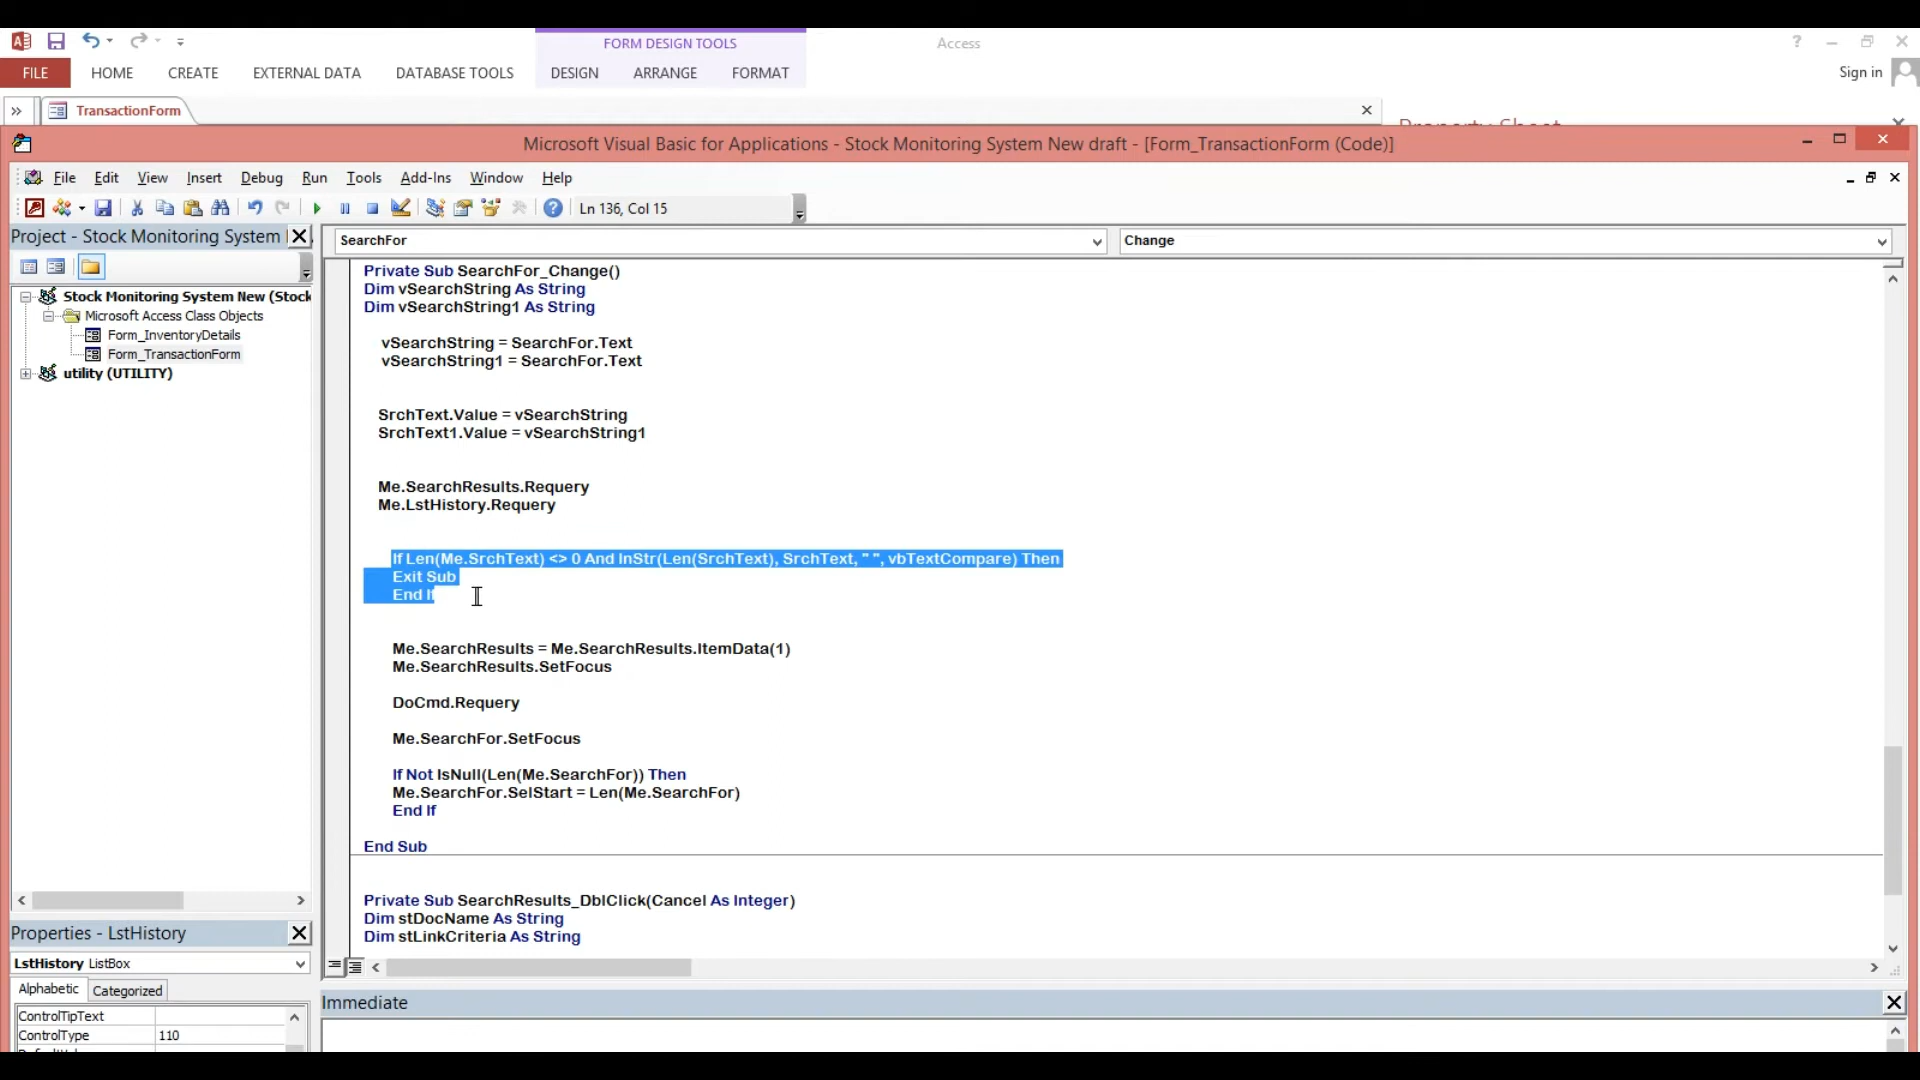 FORM DESIGN TOOLS
Access
?
FILE
HOME
CREATE
EXTERNAL DATA
DATABASE TOOLS
DESIGN
ARRANGE
FORMAT
Sign in
TransactionForm
Property Sheet
Microsoft Visual Basic for Applications - Stock Monitoring System New draft - [Form_TransactionForm (Code)]
File Edit View Insert Debug Run Tools Add-Ins Window Help
Ln 136, Col 15
Project - Stock Monitoring System
SearchFor
Change
Stock Monitoring System New (Stock
Microsoft Access Class Objects
Form_InventoryDetails
Form_TransactionForm
utility (UTILITY)
Private Sub SearchFor_Change()
Dim vSearchString As String
Dim vSearchString1 As String
vSearchString = SearchFor.Text
vSearchString1 = SearchFor.Text
SrchText.Value = vSearchString
SrchText1.Value = vSearchString1
Me.SearchResults.Requery
Me.LstHistory.Requery
If Len(Me.SrchText) <> 0 And InStr(Len(SrchText), SrchText, " ", vbTextCompare) Then
Exit Sub
End If
Me.SearchResults = Me.SearchResults.ItemData(1)
Me.SearchResults.SetFocus
DoCmd.Requery
Me.SearchFor.SetFocus
If Not IsNull(Len(Me.SearchFor)) Then
Me.SearchFor.SelStart = Len(Me.SearchFor)
End If
End Sub
Private Sub SearchResults_DblClick(Cancel As Integer)
Dim stDocName As String
Dim stLinkCriteria As String
Properties - LstHistory
LstHistory ListBox
Alphabetic Categorized
ControlTipText
ControlType 110
Immediate